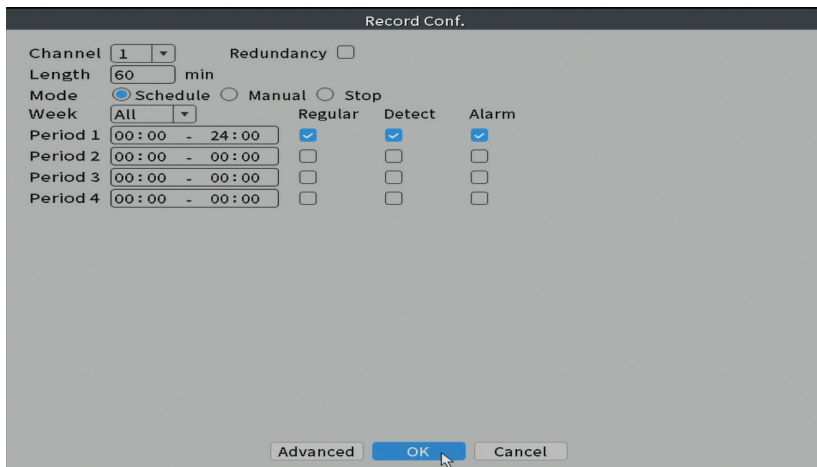 Record Conf.
Channel 1 Redundancy
Length 60 min
Mode Schedule Manual Stop
Week All Regular Detect Alarm
Period 1 00:00 - 24:00
Period 2 00:00 - 00:00
Period 3 00:00 - 00:00
Period 4 00:00 - 00:00
Advanced OK Cancel